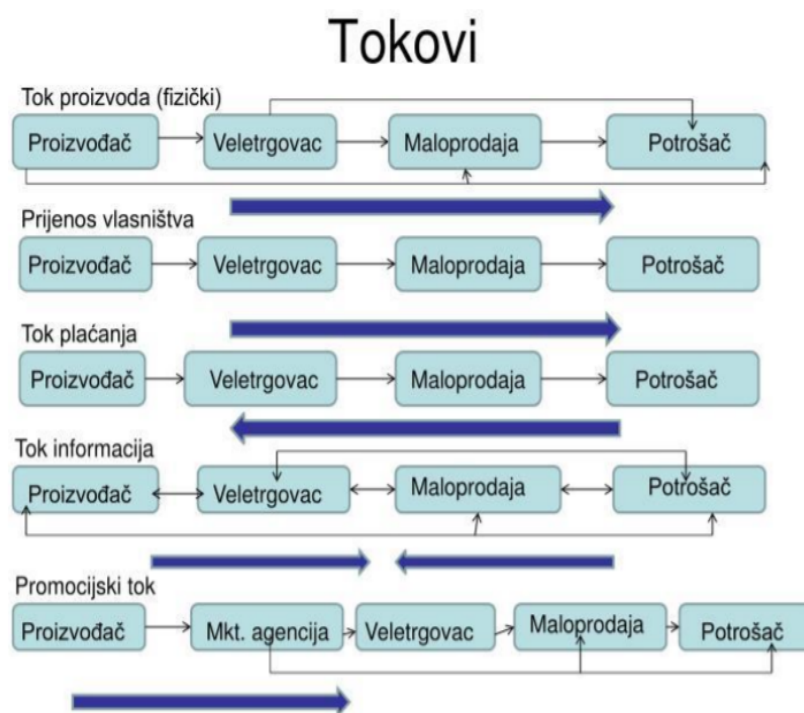 Tokovi
Tok proizvoda (fizički)
Proizvođač Veletrgovac Maloprodaja Potrošač
Prijenos vlasništva
Proizvođač Veletrgovac Maloprodaja Potrošač
Tok plaćanja
Proizvođač Veletrgovac Maloprodaja Potrošač
Tok informacija
Proizvođač Veletrgovac Maloprodaja Potrošač
Promocijski tok
Proizvođač Mkt. agencija Veletrgovac Maloprodaja Potrošač